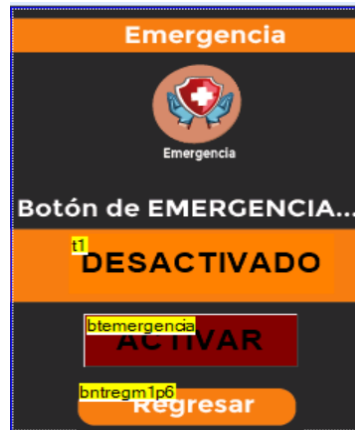 Emergencia
Emergencia
Botón de EMERGENCIA...
t1
DESACTIVADO
btemergencia
ACTIVAR
bntregm1p6
Regresar